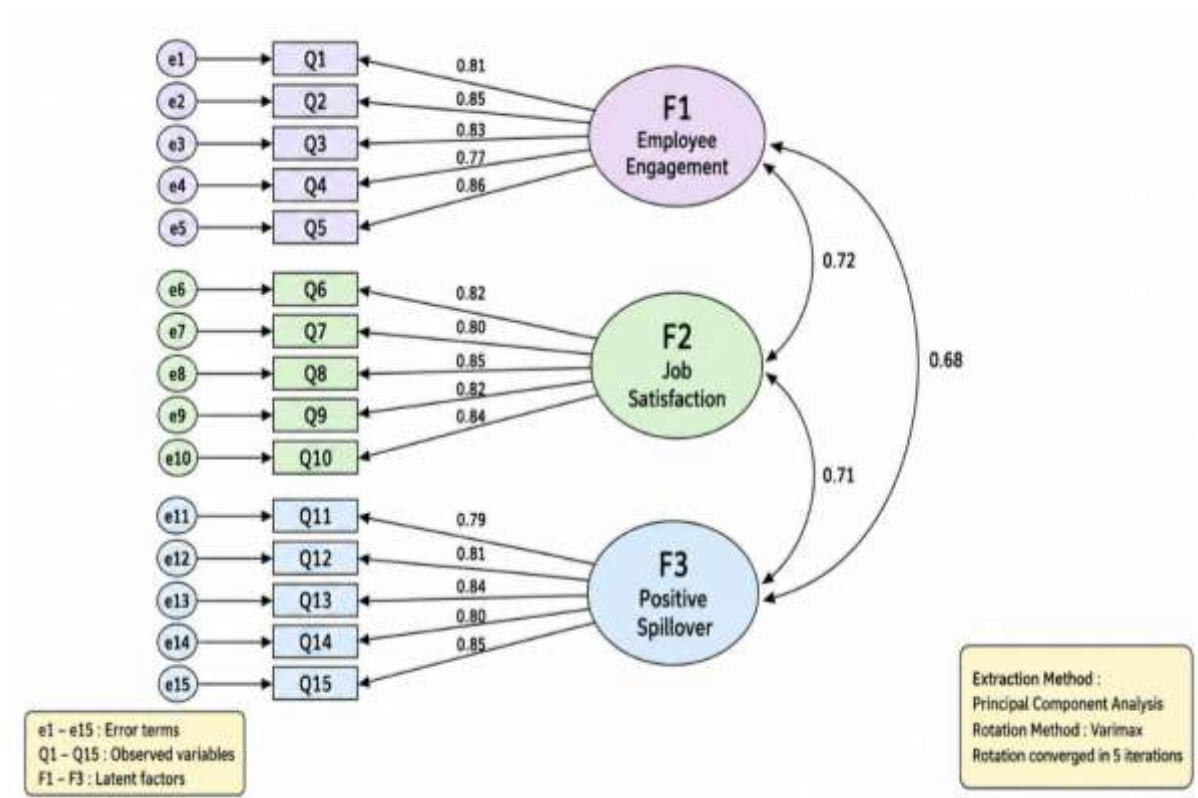 e1
Q1
0.81
e2
Q2
0.85
e3
Q3
0.83
e4
Q4
0.77
e5
Q5
0.86
F1
Employee
Engagement
0.72
e6
Q6
0.82
e7
Q7
0.80
e8
Q8
0.85
e9
Q9
0.82
e10
Q10
0.84
F2
Job
Satisfaction
0.68
0.71
e11
Q11
0.79
e12
Q12
0.81
e13
Q13
0.84
e14
Q14
0.80
e15
Q15
0.85
F3
Positive
Spillover
e1 – e15 : Error terms
Q1 – Q15 : Observed variables
F1 – F3 : Latent factors
Extraction Method :
Principal Component Analysis
Rotation Method : Varimax
Rotation converged in 5 iterations